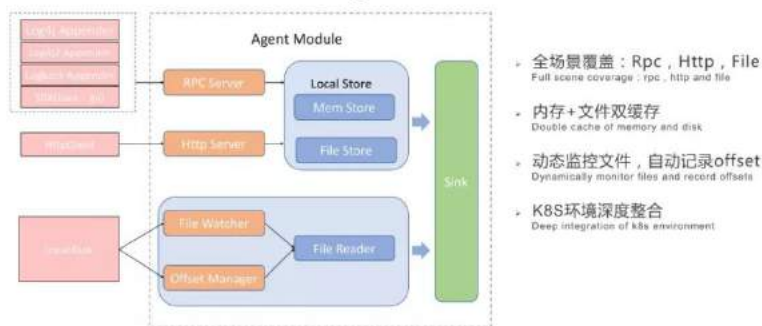 Agent Module
Log4j Appender
RPC Server
Http Server
Local Store
Mem Store
File Store
Sink
File Watcher
Offset Manager
File Reader
全场景覆盖：Rpc，Http，File
Full scene coverage : rpc , http and file
内存+文件双缓存
Double cache of memory and disk
动态监控文件，自动记录offset
Dynamically monitor files and record offsets
K8S环境深度整合
Deep integration of k8s environment